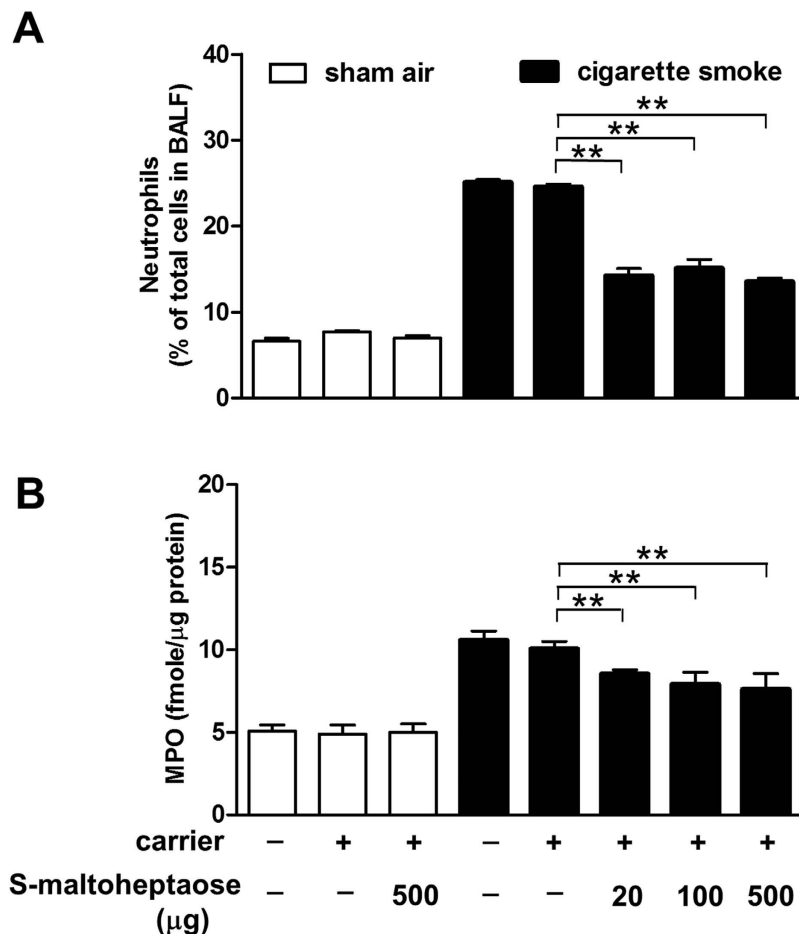 A
40
30
20
10
0
Neutrophils
(% of total cells in BALF)
sham air
cigarette smoke
**
**
**
B
20
15
10
5
0
MPO (fmole/μg protein)
**
**
**
carrier – + + – + + + +
S-maltoheptaose – – 500 – – 20 100 500
(μg)